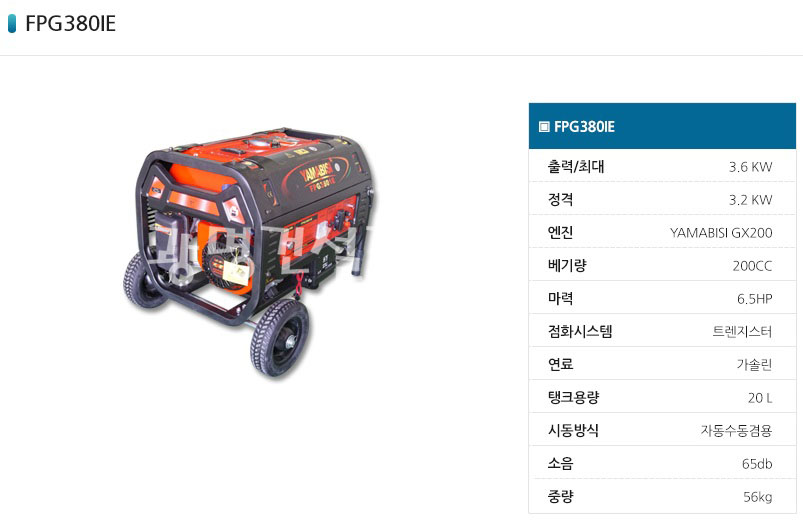 FPG380IE
YAMABISI
FPG380IE
광명건석
FPG380IE
출력/최대 3.6 KW
정격 3.2 KW
엔진 YAMABISI GX200
베기량 200CC
마력 6.5HP
점화시스템 트렌지스터
연료 가솔린
탱크용량 20 L
시동방식 자동수동겸용
소음 65db
중량 56kg